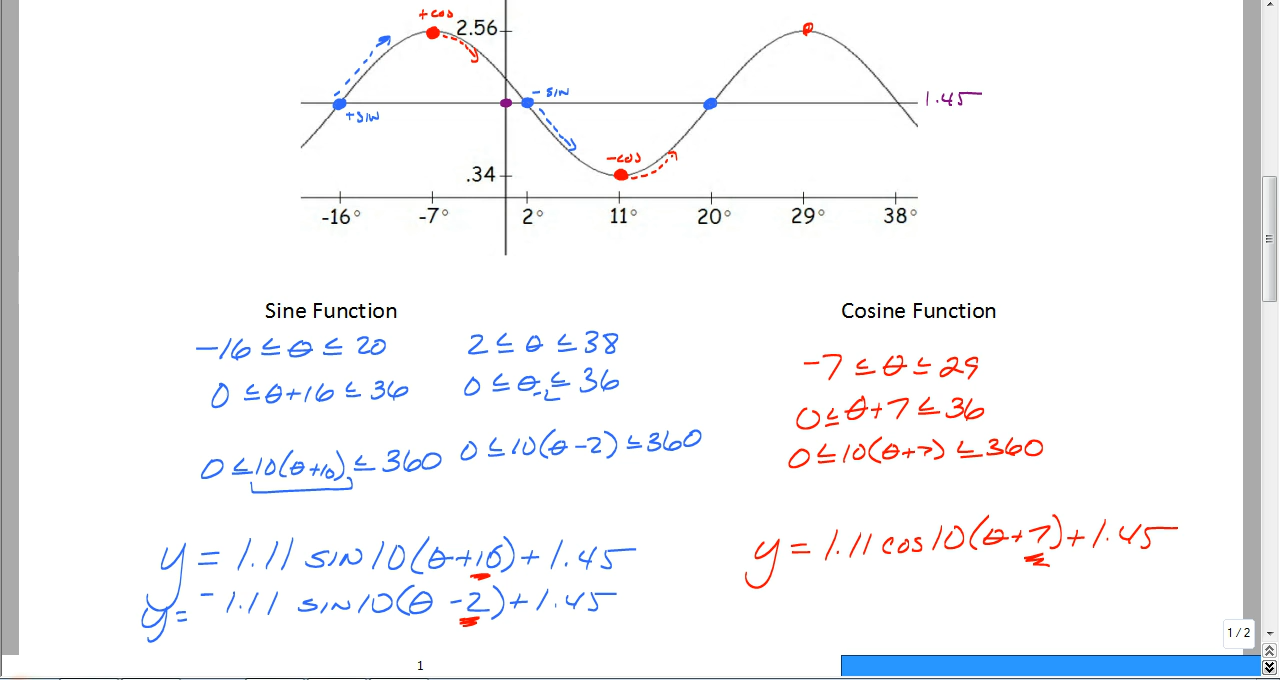 +cos
2.56
- SIN
+SIN
1.45
-cos
.34
-16° -7° 2° 11° 20° 29° 38°
Sine Function
Cosine Function
-16 ≤ θ ≤ 20
2 ≤ θ ≤ 38
-7 ≤ θ ≤ 29
0 ≤ θ+16 ≤ 36
0 ≤ θ-2 ≤ 36
0 ≤ θ+7 ≤ 36
0 ≤ 10(θ+10) ≤ 360
0 ≤ 10(θ-2) ≤ 360
0 ≤ 10(θ+7) ≤ 360
y = 1.11 SIN 10(θ+16)+1.45
y = 1.11 cos 10(θ+7)+1.45
y = -1.11 SIN 10(θ -2)+1.45
1 / 2
1